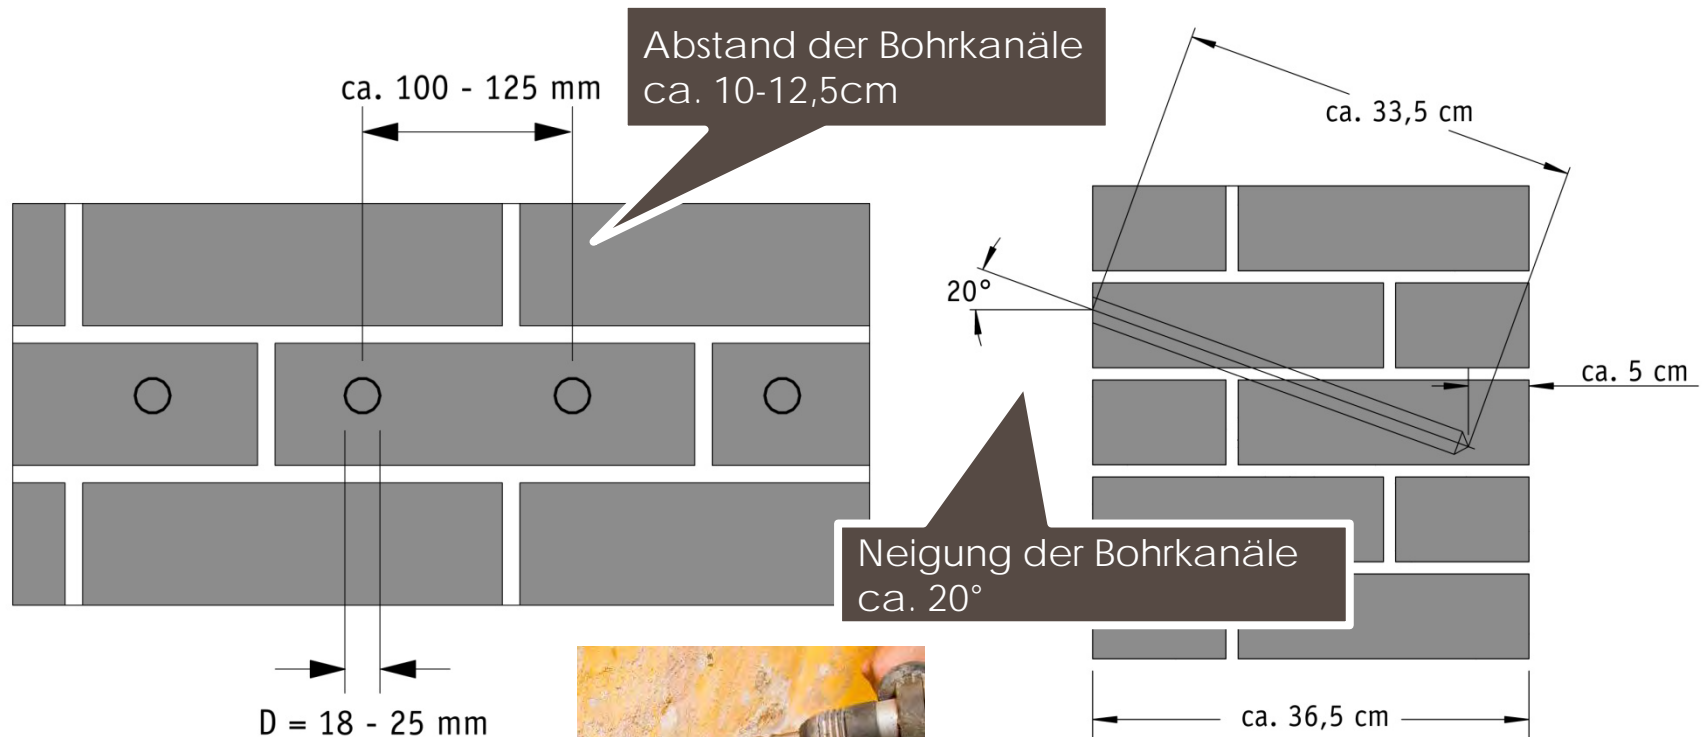 Abstand der Bohrkanäle
ca. 10-12,5cm
ca. 100 - 125 mm
ca. 33,5 cm
20°
ca. 5 cm
Neigung der Bohrkanäle
ca. 20°
D = 18 - 25 mm
ca. 36,5 cm